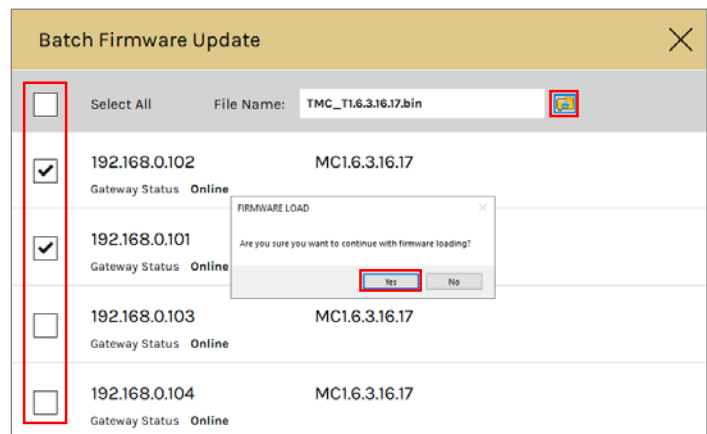 Batch Firmware Update
Select All File Name: TMC_T1.6.3.16.17.bin
192.168.0.102 MC1.6.3.16.17
Gateway Status Online
FIRMWARE LOAD
192.168.0.101
Are you sure you want to continue with firmware loading?
Gateway Status Online
Yes No
192.168.0.103 MC1.6.3.16.17
Gateway Status Online
192.168.0.104 MC1.6.3.16.17
Gateway Status Online